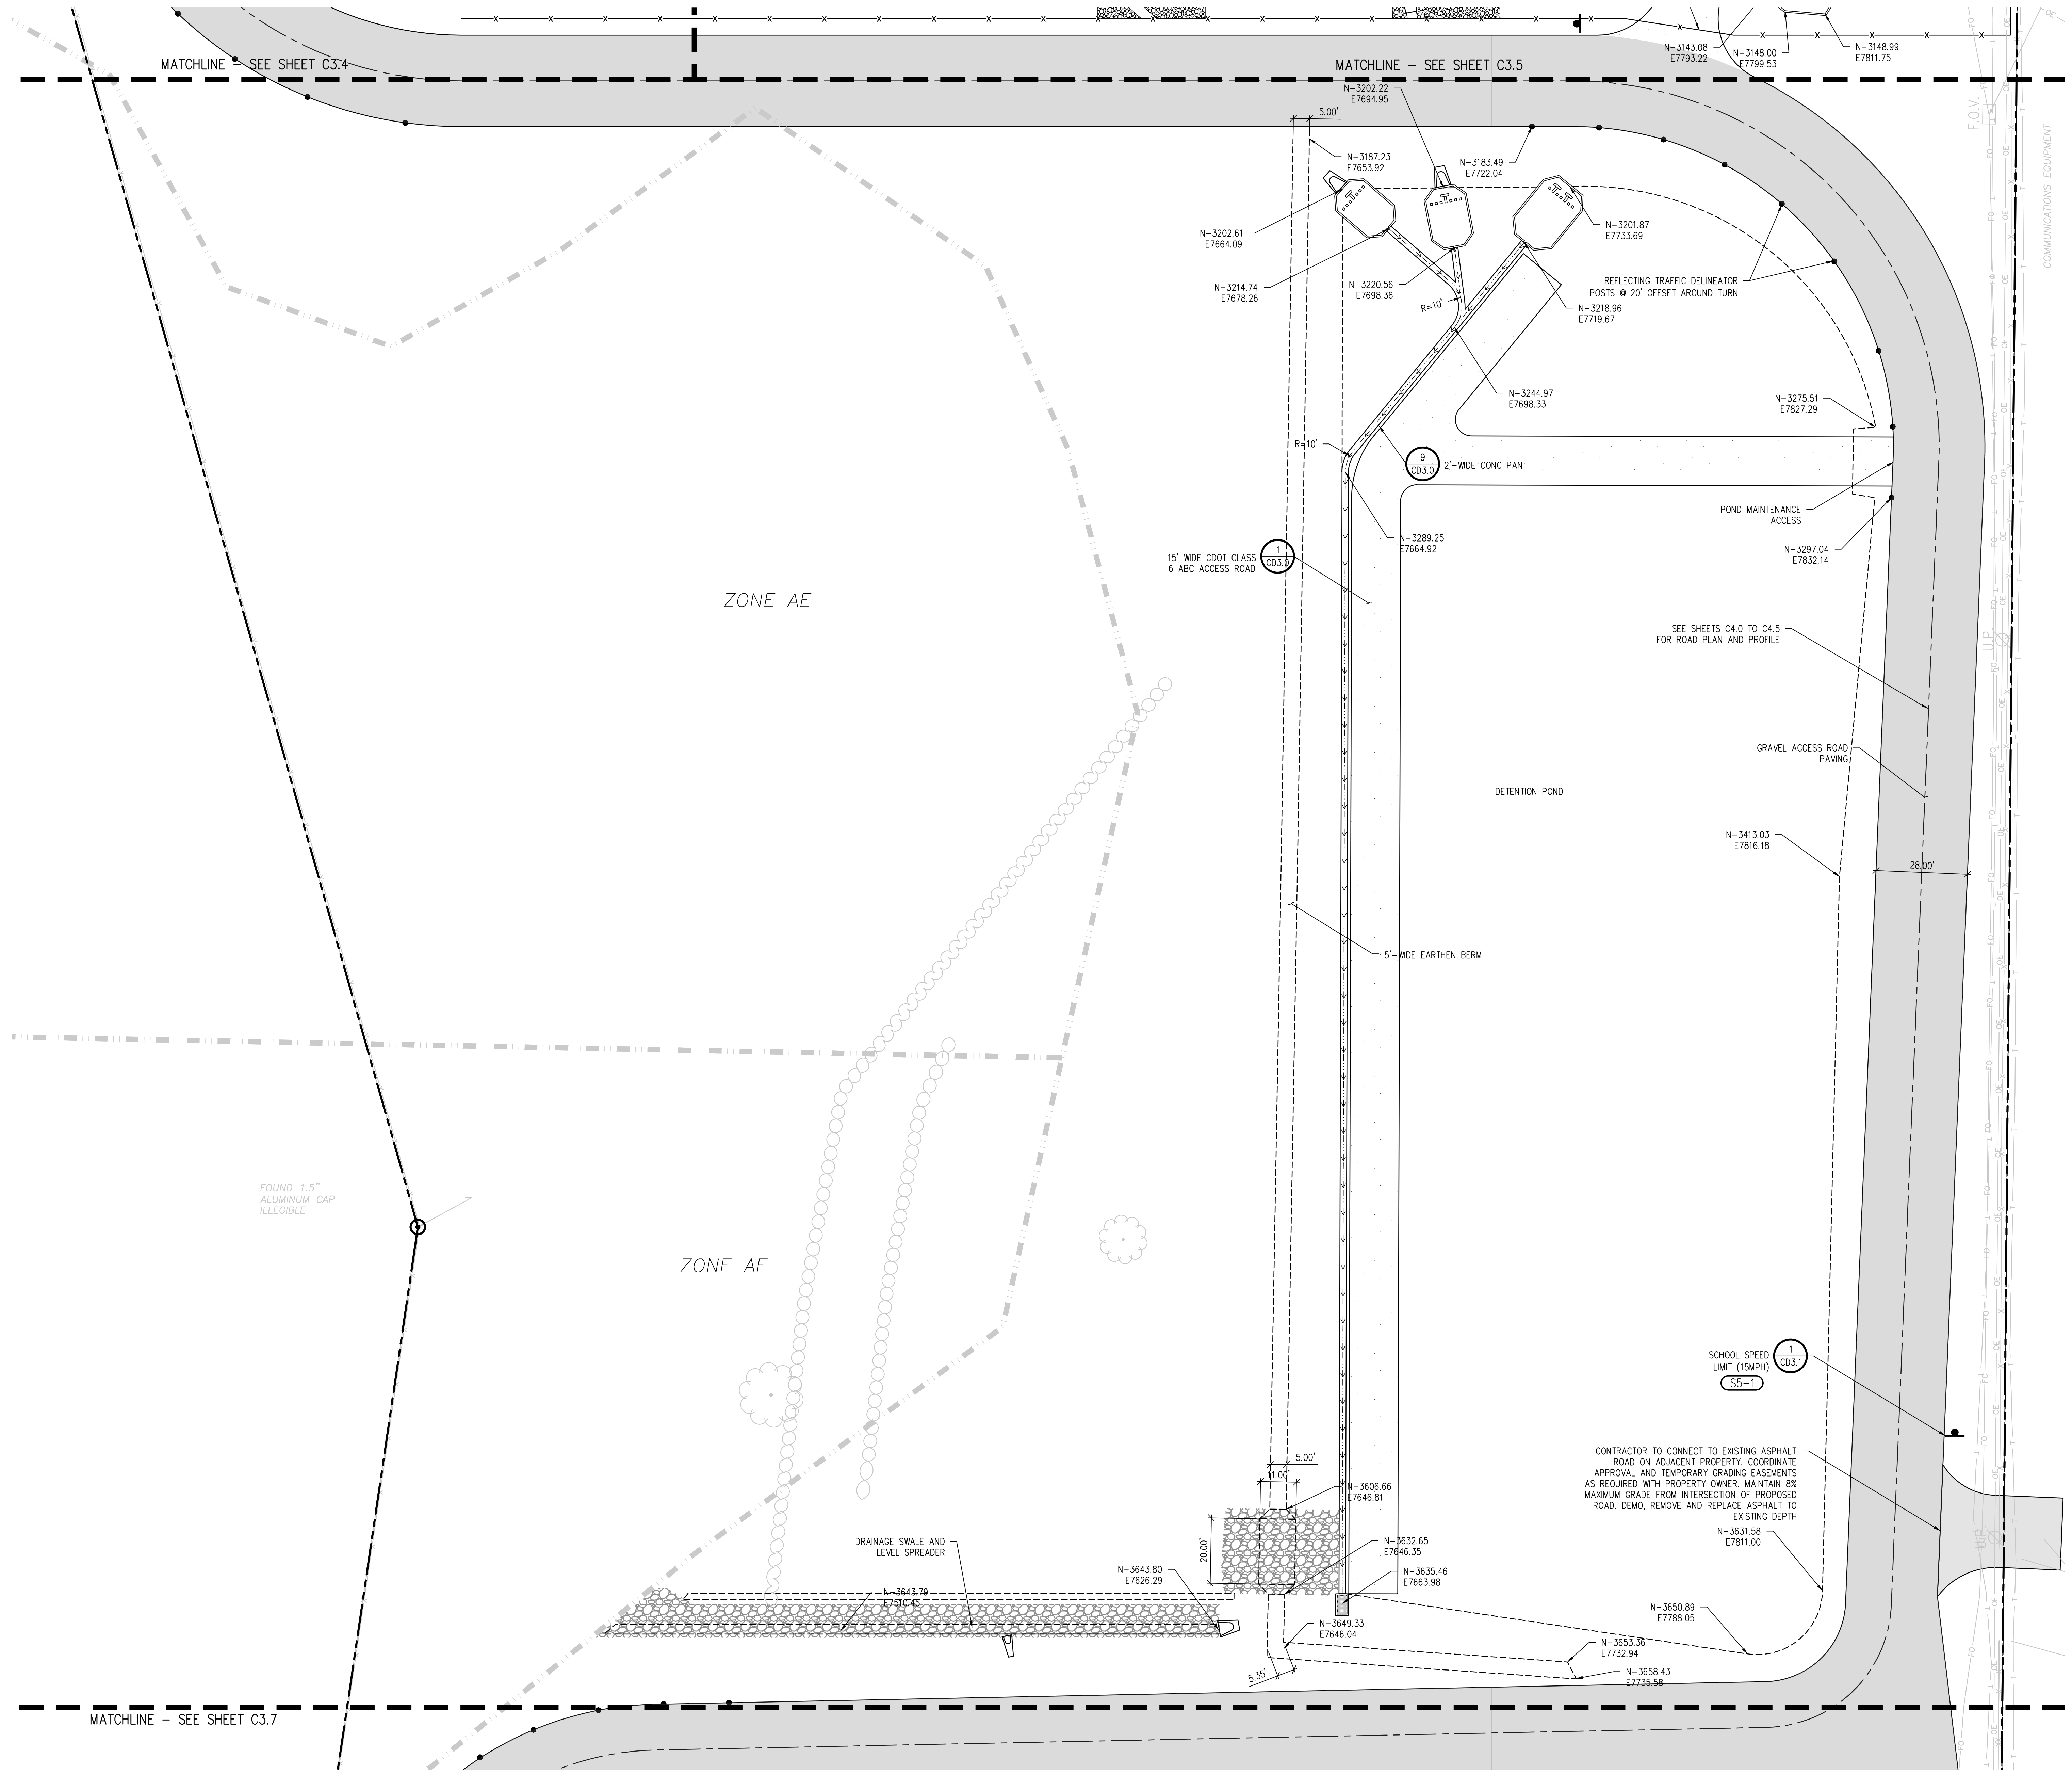 MATCHLINE - SEE SHEET C3.4
MATCHLINE - SEE SHEET C3.5
N-3143.08
E7793.22
N-3148.00
E7799.53
N-3148.99
E7811.75
N-3202.22
E7694.95
5.00'
F.O.V.
COMMUNICATIONS EQUIPMENT
N-3187.23
E7653.92
N-3183.49
E7722.04
N-3202.61
E7664.09
N-3201.87
E7733.69
N-3214.74
E7678.26
N-3220.56
E7698.36
R=10'
REFLECTING TRAFFIC DELINEATOR
POSTS @ 20' OFFSET AROUND TURN
N-3218.96
E7719.67
N-3244.97
E7698.33
N-3275.51
E7827.29
R=10'
9
CD3.0
2'-WIDE CONC PAN
POND MAINTENANCE
ACCESS
N-3289.25
E7664.92
N-3297.04
E7832.14
15' WIDE CDOT CLASS
6 ABC ACCESS ROAD
1
CD3.0
ZONE AE
SEE SHEETS C4.0 TO C4.5
FOR ROAD PLAN AND PROFILE
U.P.
GRAVEL ACCESS ROAD
PAVING
DETENTION POND
N-3413.03
E7816.18
28.00'
5'-WIDE EARTHEN BERM
FOUND 1.5"
ALUMINUM CAP
ILLEGIBLE
ZONE AE
SCHOOL SPEED
LIMIT (15MPH)
S5-1
1
CD3.1
5.00'
11.00'
N-3606.66
E7646.81
CONTRACTOR TO CONNECT TO EXISTING ASPHALT
ROAD ON ADJACENT PROPERTY. COORDINATE
APPROVAL AND TEMPORARY GRADING EASEMENTS
AS REQUIRED WITH PROPERTY OWNER. MAINTAIN 8%
MAXIMUM GRADE FROM INTERSECTION OF PROPOSED
ROAD. DEMO, REMOVE AND REPLACE ASPHALT TO
EXISTING DEPTH
N-3631.58
E7811.00
20.00'
DRAINAGE SWALE AND
LEVEL SPREADER
N-3632.65
E7646.35
N-3643.80
E7626.29
N-3635.46
E7663.98
N-3643.79
E7510.45
N-3650.89
E7788.05
N-3649.33
E7646.04
N-3653.36
E7732.94
N-3658.43
E7735.58
5.35'
MATCHLINE - SEE SHEET C3.7